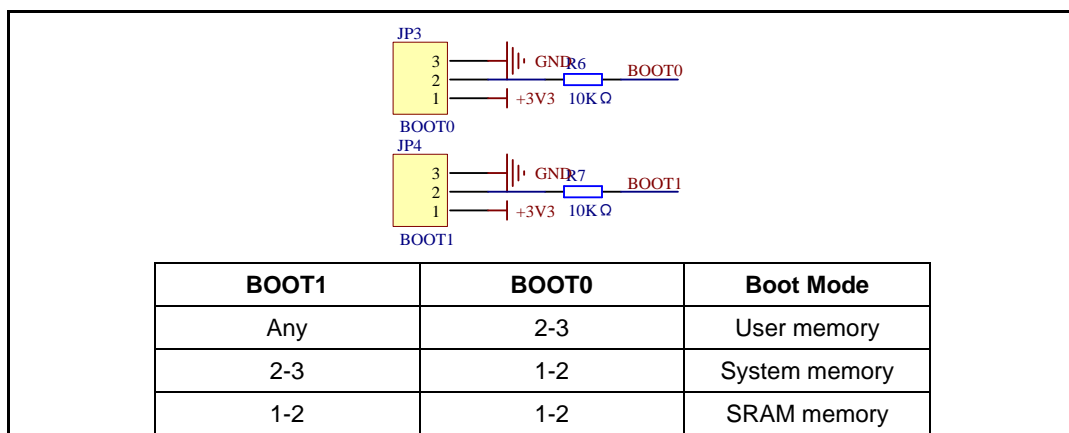 JP3
3 GND R6 BOOT0
2
1 +3V3 10KΩ
BOOT0
JP4
3 GND R7 BOOT1
2
1 +3V3 10KΩ
BOOT1
BOOT1 BOOT0 Boot Mode
Any 2-3 User memory
2-3 1-2 System memory
1-2 1-2 SRAM memory